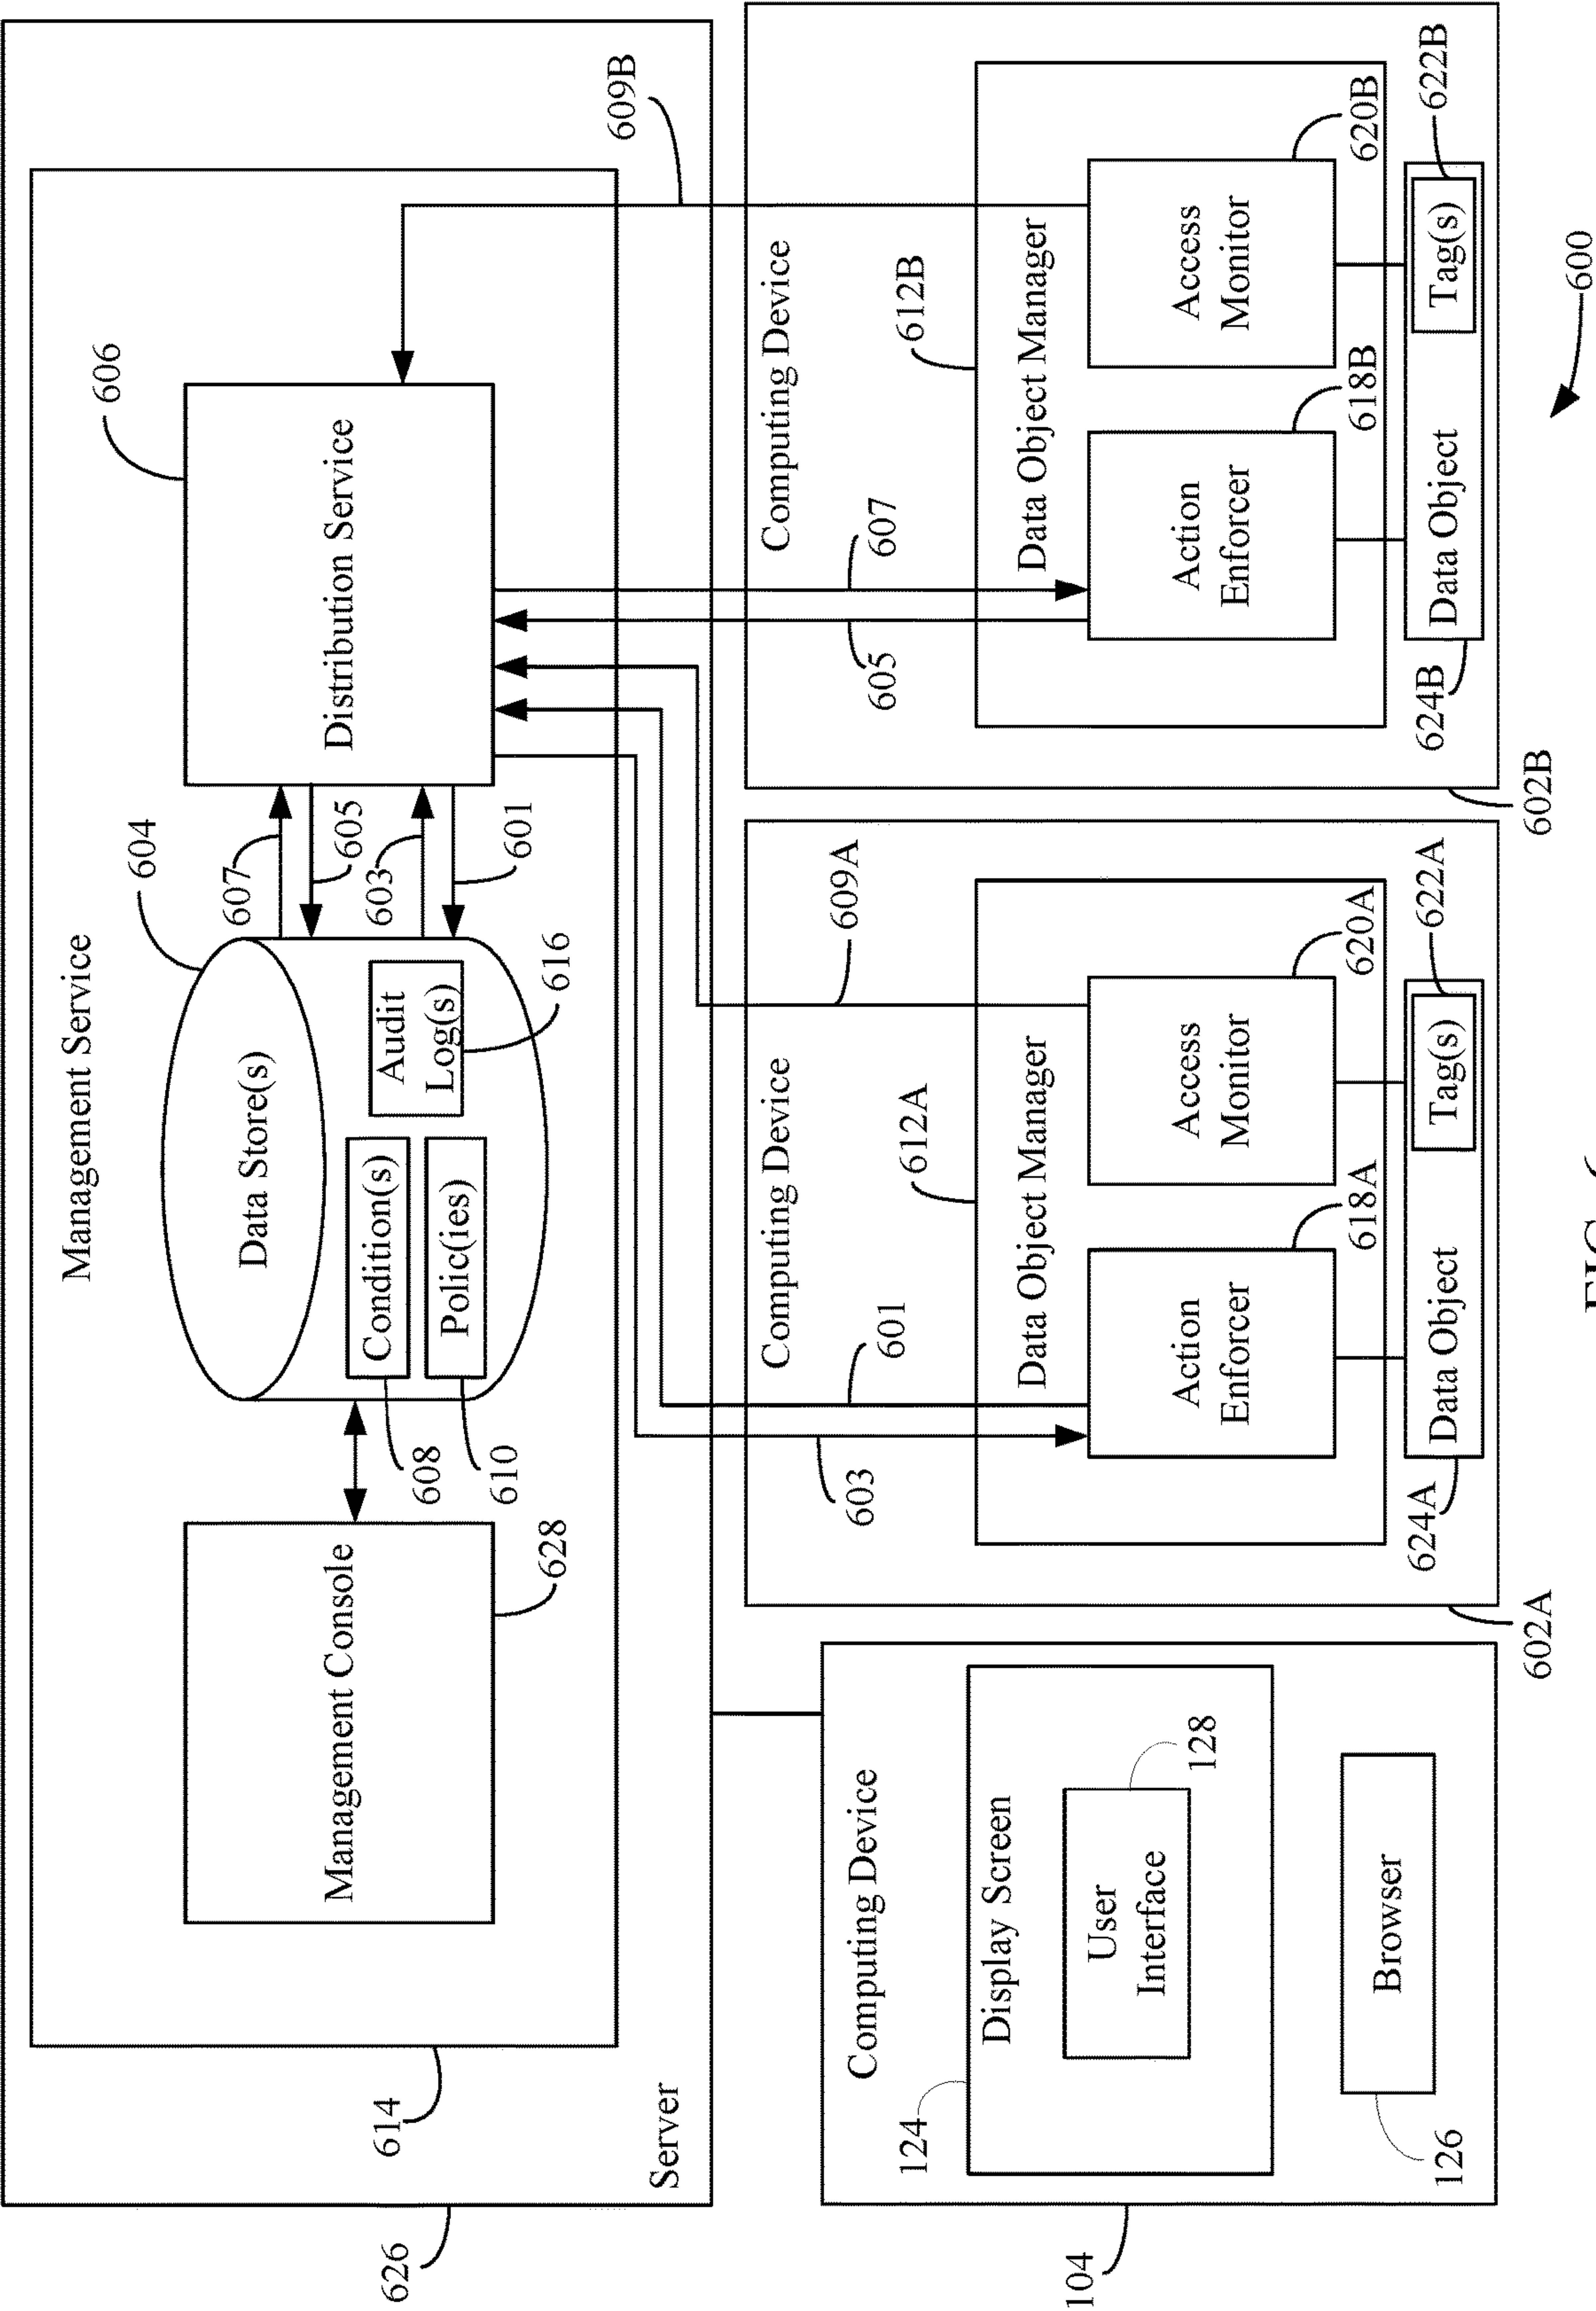 626
614
Server
Management Service
Management Console
628
604
Data Store(s)
Condition(s)
Polic(ies)
608
610
Audit
Log(s)
616
607
605
603
601
606
Distribution Service
609B
104
Computing Device
124
Display Screen
User
Interface
128
Browser
126
602A
Computing Device
603
601
609A
612A
Data Object Manager
Action
Enforcer
618A
Access
Monitor
620A
624A
Data Object
Tag(s)
622A
602B
Computing Device
605
607
612B
Data Object Manager
Action
Enforcer
618B
Access
Monitor
620B
624B
Data Object
Tag(s)
622B
600